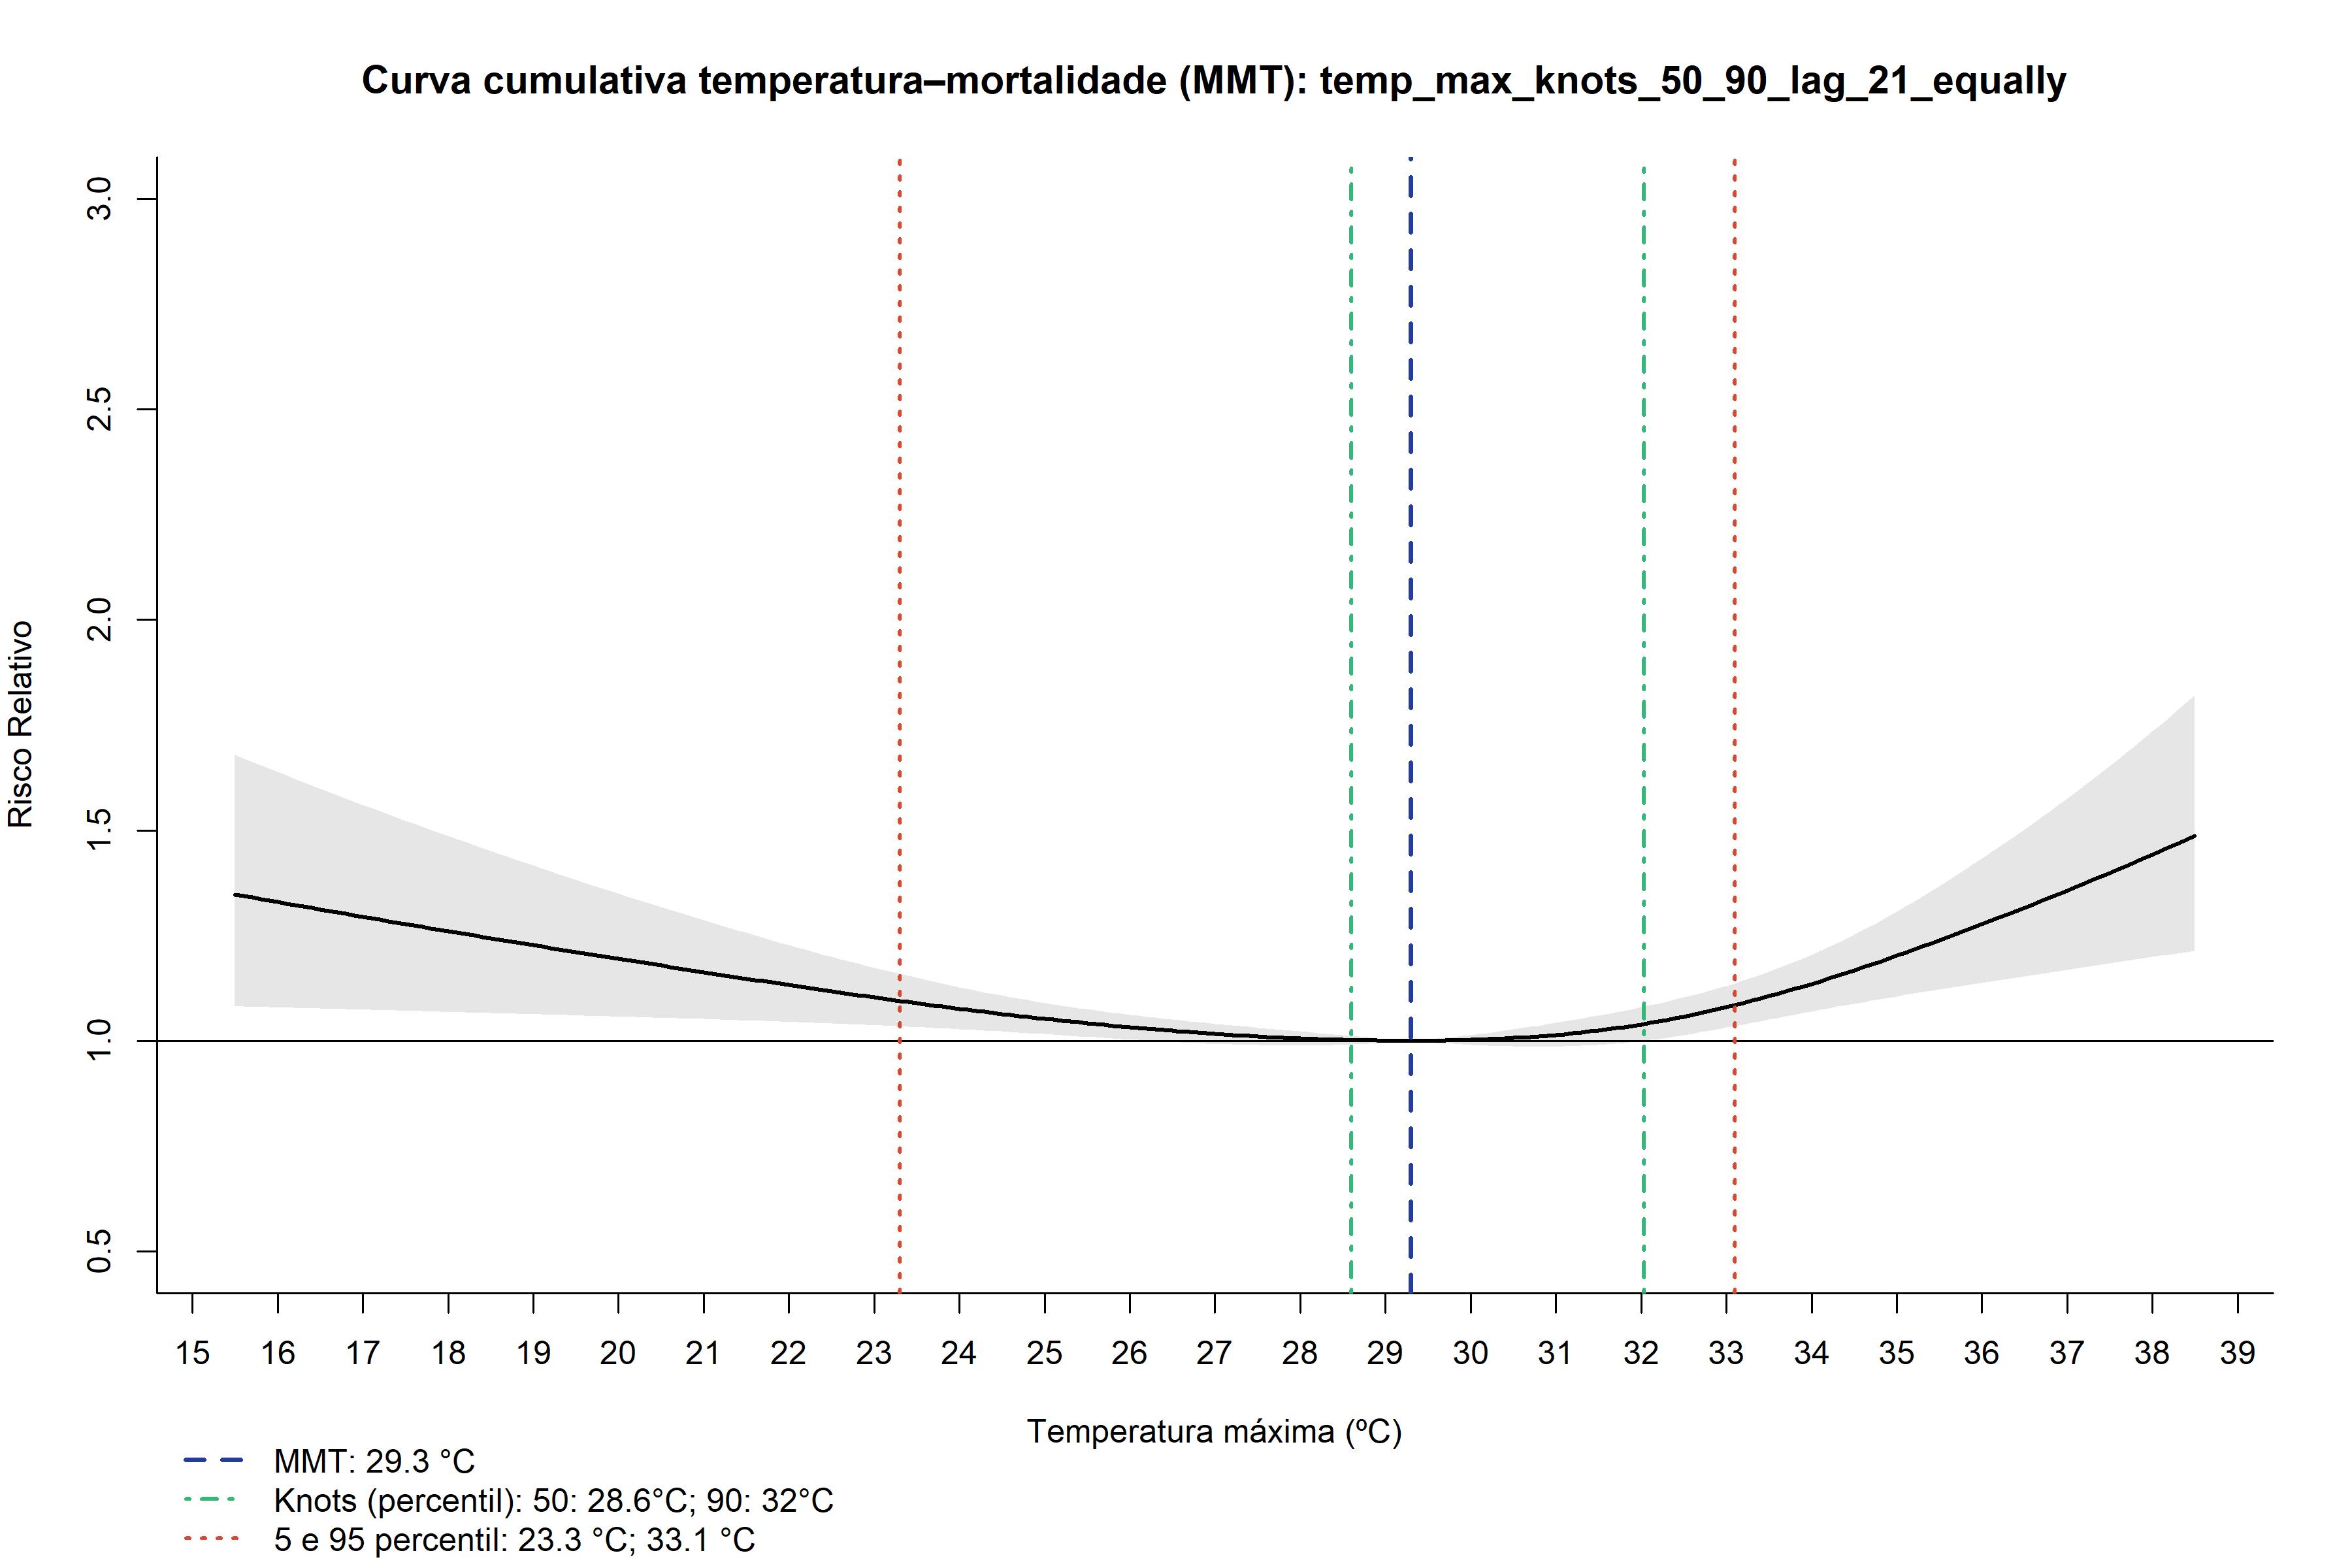 Curva cumulativa temperatura–mortalidade (MMT): temp_max_knots_50_90_lag_21_equally
Risco Relativo
3.0
2.5
2.0
1.5
1.0
0.5
15 16 17 18 19 20 21 22 23 24 25 26 27 28 29 30 31 32 33 34 35 36 37 38 39
Temperatura máxima (ºC)
MMT: 29.3 °C
Knots (percentil): 50: 28.6°C; 90: 32°C
5 e 95 percentil: 23.3 °C; 33.1 °C